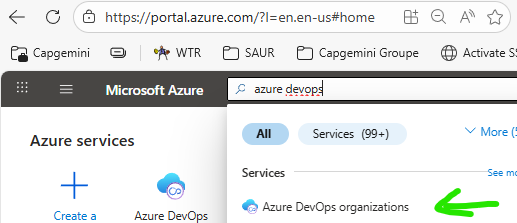 https://portal.azure.com/?l=en.en-us#home
Capgemini
WTR
SAUR
Capgemini Groupe
Activate S
Microsoft Azure
azure devops
Azure services
All
Services (99+)
More (
Services
See mo
Azure DevOps organizations
Create a
Azure DevOps